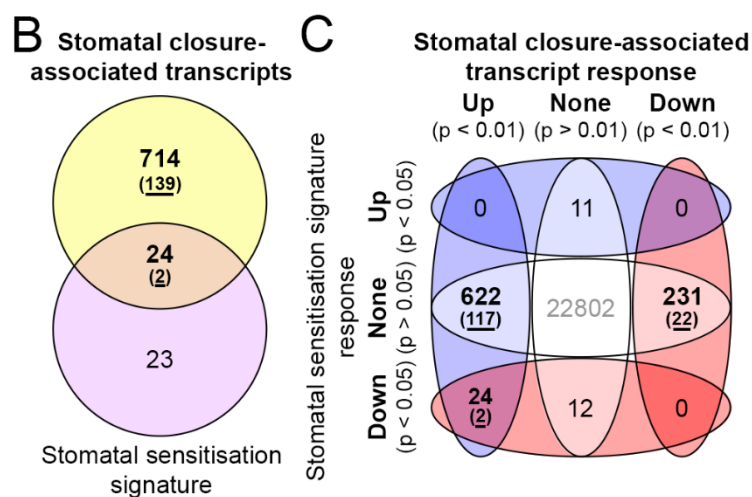 B
Stomatal closure-
associated transcripts
714
(139)
24
(2)
23
Stomatal sensitisation
signature
C
Stomatal closure-associated
transcript response
Up None Down
(p < 0.01) (p > 0.01) (p < 0.01)
Stomatal sensitisation signature
response
Up
(p < 0.05)
None
(p > 0.05)
Down
(p < 0.05)
0 11 0
622 22802 231
(117) (22)
24 12 0
(2)